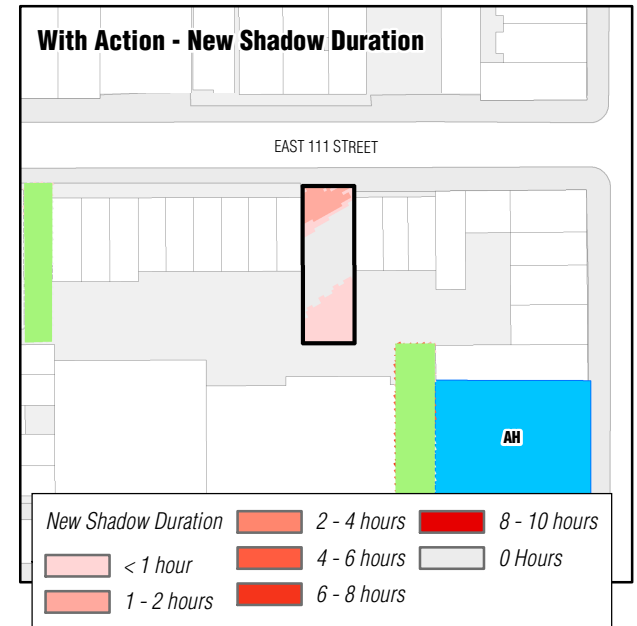 With Action - New Shadow Duration
EAST 111 STREET
AH
New Shadow Duration
< 1 hour
1 - 2 hours
2 - 4 hours
4 - 6 hours
6 - 8 hours
8 - 10 hours
0 Hours